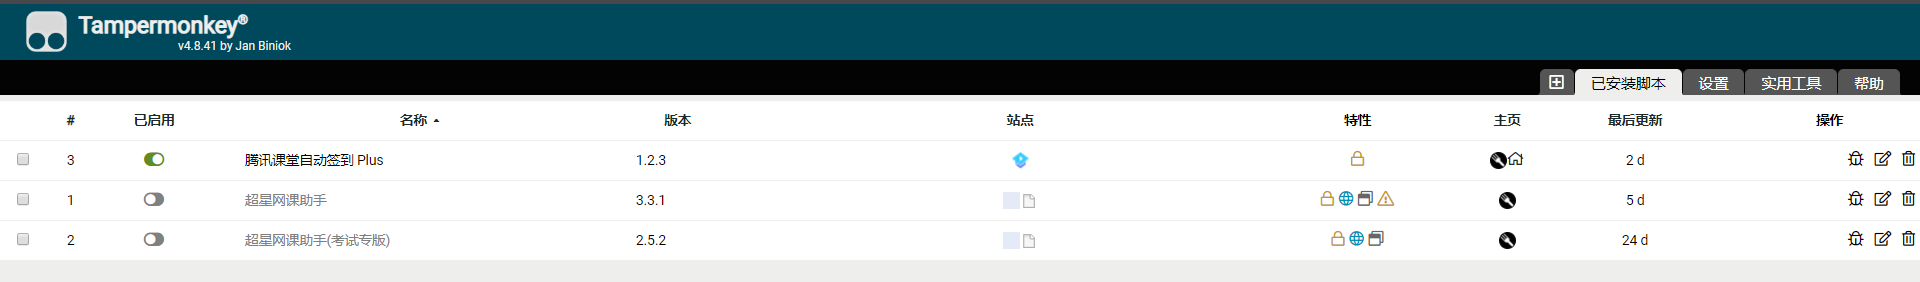 Tampermonkey®
v4.8.41 by Jan Biniok
已安装脚本 设置 实用工具 帮助
# 已启用 名称 版本 站点 特性 主页 最后更新 操作
3 腾讯课堂自动签到 Plus 1.2.3 2 d
1 超星网课助手 3.3.1 5 d
2 超星网课助手(考试专版) 2.5.2 24 d